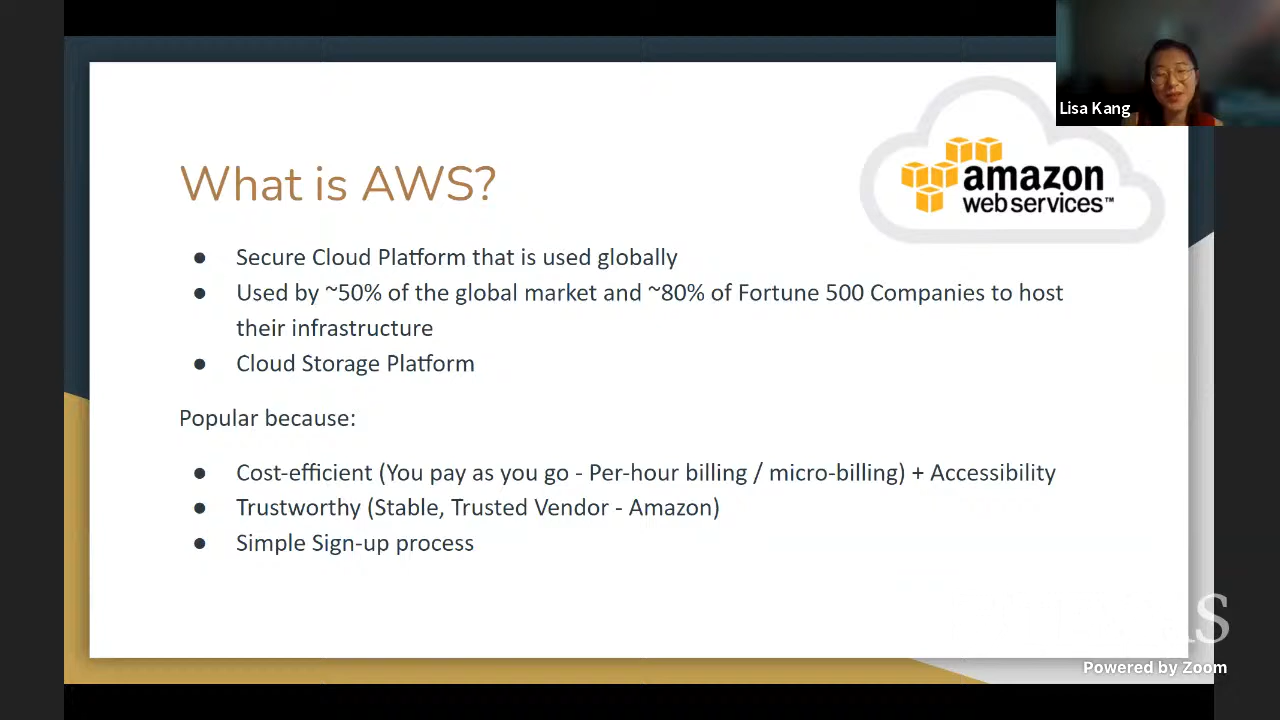 Lisa Kang
amazon
web services™
What is AWS?
● Secure Cloud Platform that is used globally
● Used by ~50% of the global market and ~80% of Fortune 500 Companies to host
their infrastructure
● Cloud Storage Platform
Popular because:
● Cost-efficient (You pay as you go - Per-hour billing / micro-billing) + Accessibility
● Trustworthy (Stable, Trusted Vendor - Amazon)
● Simple Sign-up process
Powered by Zoom